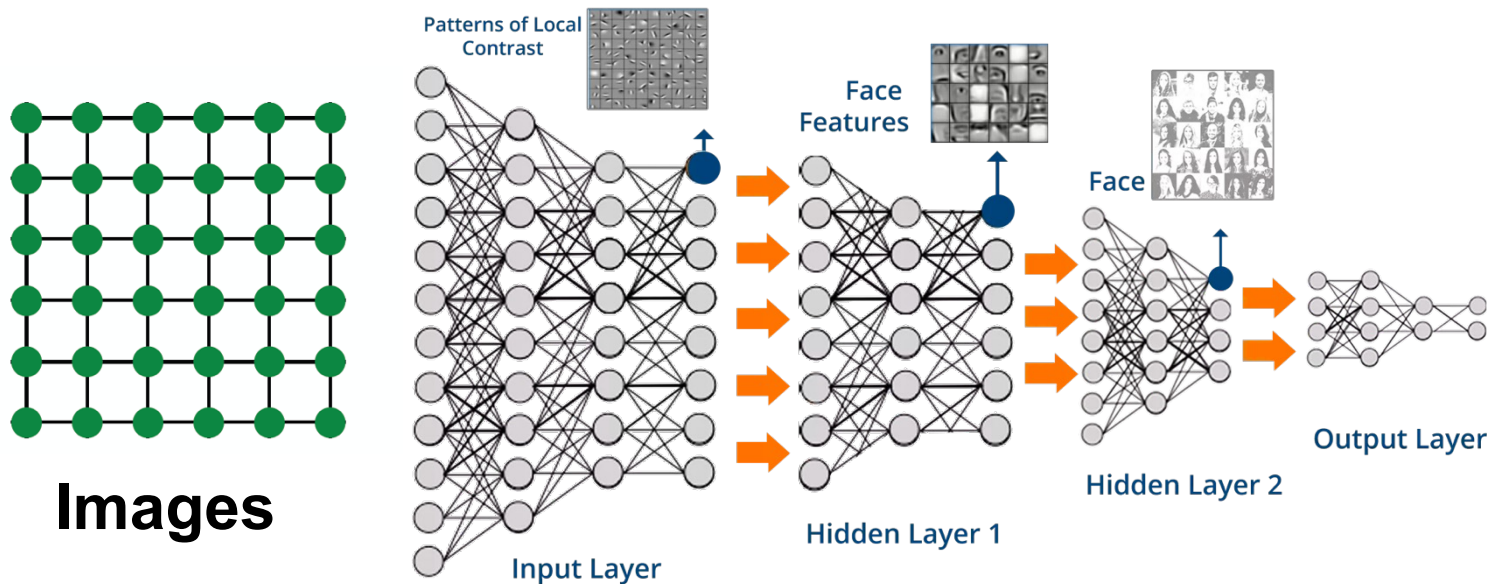 Patterns of Local
Contrast
Face
Features
Face
Images
Input Layer
Hidden Layer 1
Hidden Layer 2
Output Layer